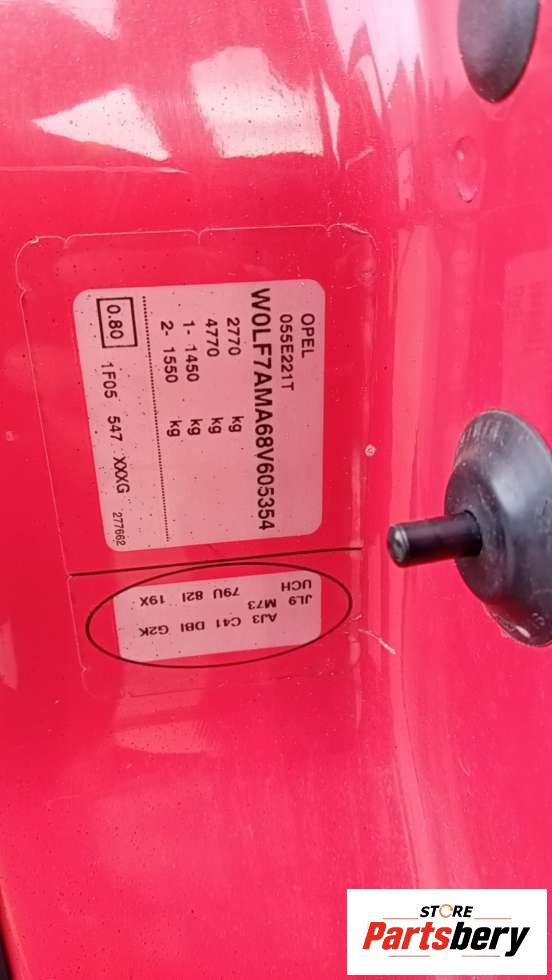 OPEL
055E221T
W0LF7AMA68V605354
2770 kg
4770 kg
1- 1450 kg
2- 1550 kg
0.80 1F05 547 XXXG 277662
AJ3 C41 DBI G2K
JL9 M73 79U 82I 19X
UCH
STORE
Partsbery